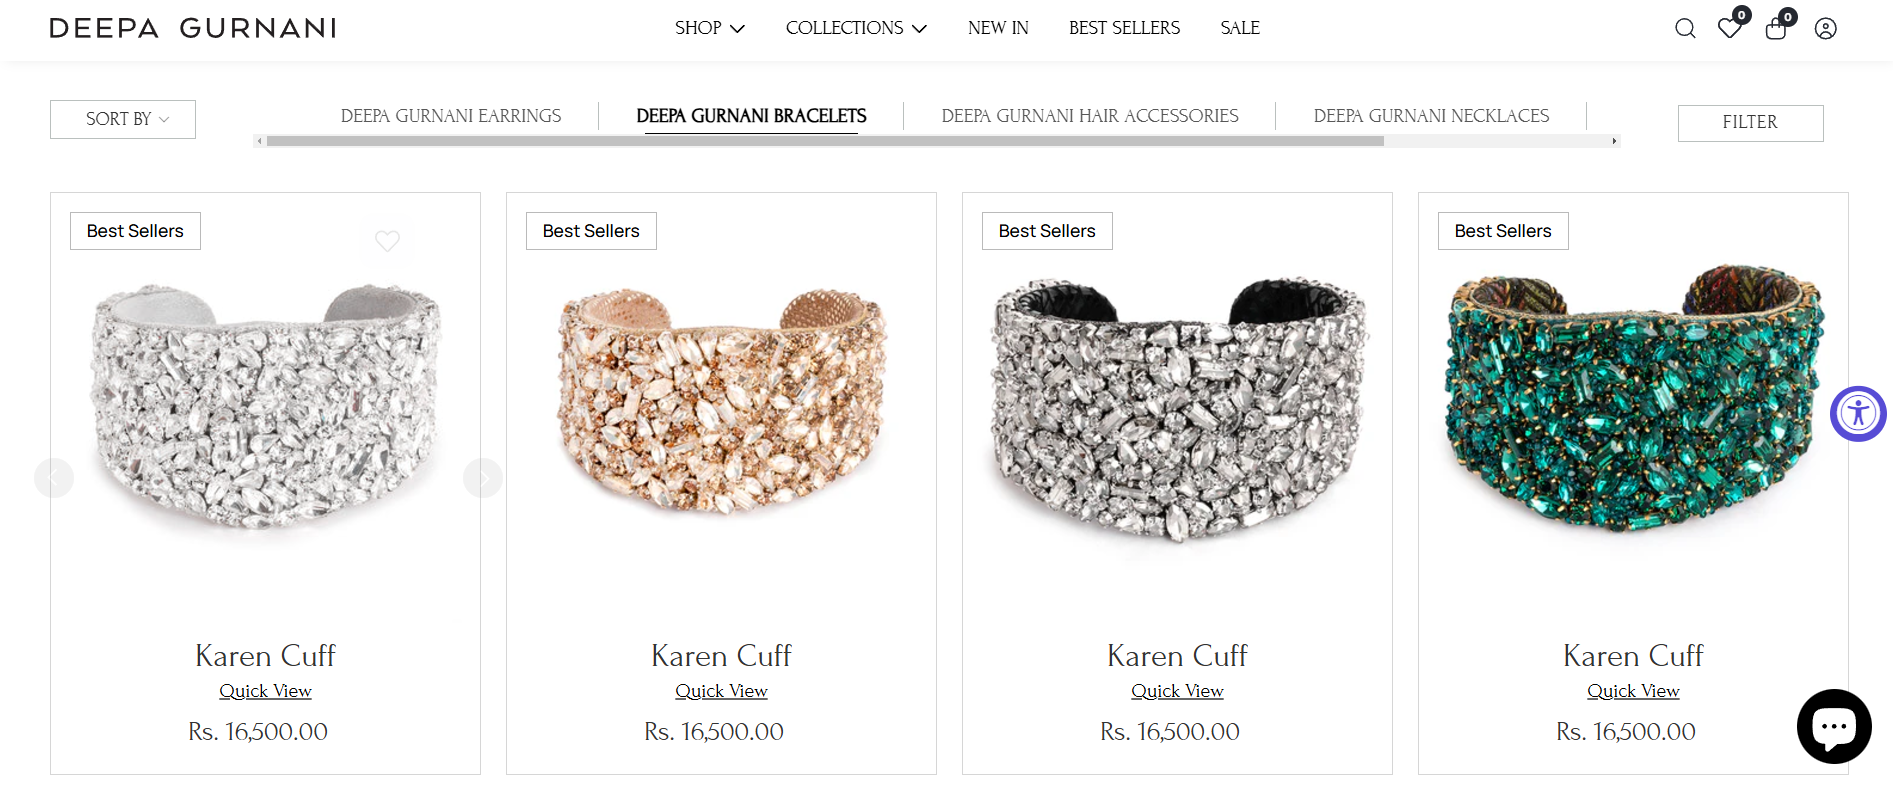 DEEPA GURNANI
SHOP
COLLECTIONS
NEW IN
BEST SELLERS
SALE
0
0
SORT BY
DEEPA GURNANI EARRINGS
DEEPA GURNANI BRACELETS
DEEPA GURNANI HAIR ACCESSORIES
DEEPA GURNANI NECKLACES
FILTER
Best Sellers
Best Sellers
Best Sellers
Best Sellers
Karen Cuff
Quick View
Rs. 16,500.00
Karen Cuff
Quick View
Rs. 16,500.00
Karen Cuff
Quick View
Rs. 16,500.00
Karen Cuff
Quick View
Rs. 16,500.00